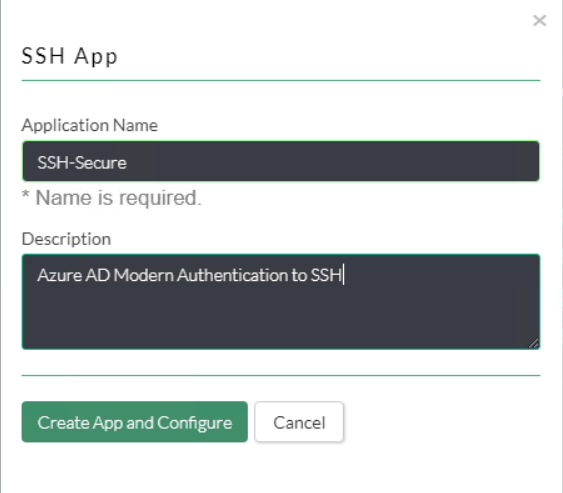 ×
SSH App
Application Name
SSH-Secure
* Name is required.
Description
Azure AD Modern Authentication to SSH
Create App and Configure
Cancel